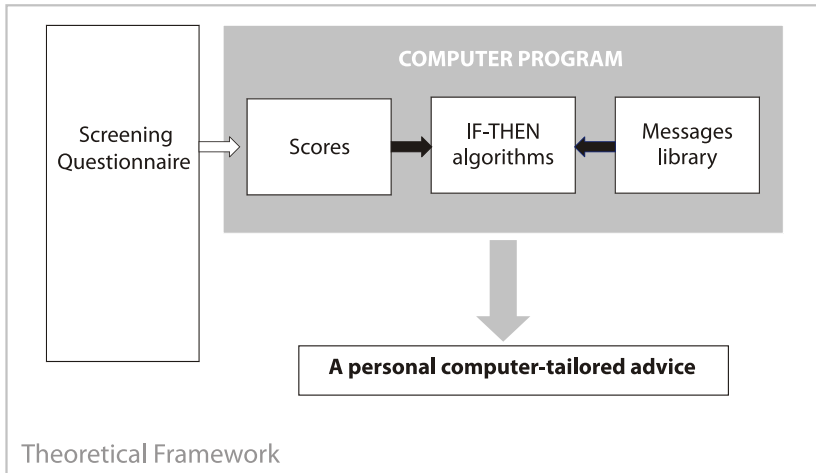 COMPUTER PROGRAM
Screening
Questionnaire
Scores
IF-THEN
algorithms
Messages
library
A personal computer-tailored advice
Theoretical Framework